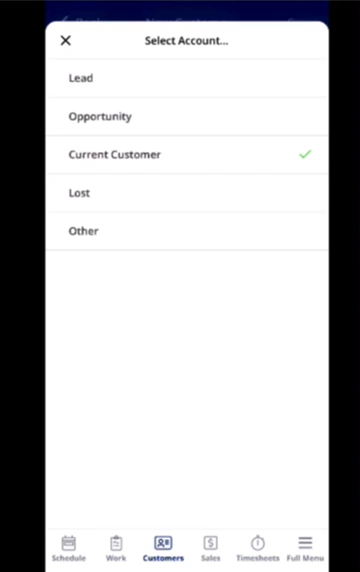 Select Account...
Lead
Opportunity
Current Customer
Lost
Other
Schedule
Work
Customers
Sales
Timesheets
Full Menu